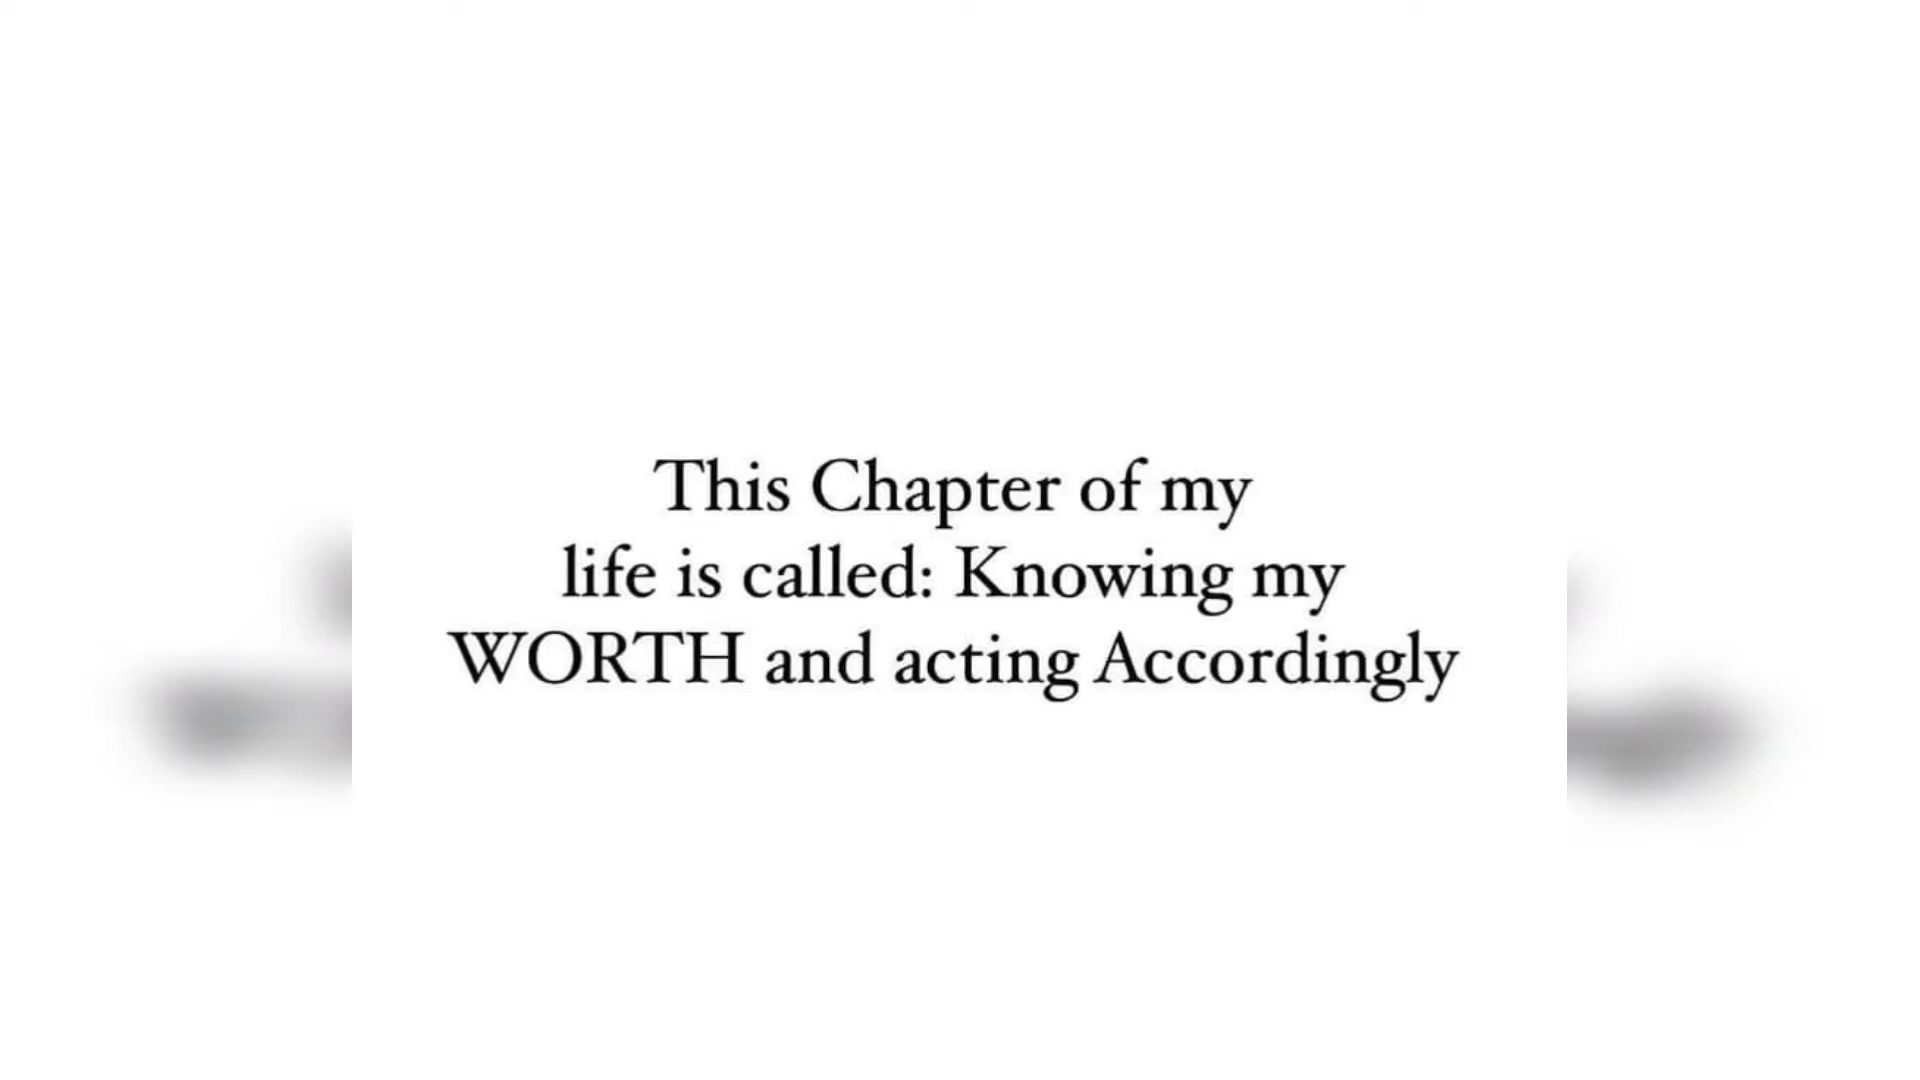 This Chapter of my
life is called: Knowing my
WORTH and acting Accordingly